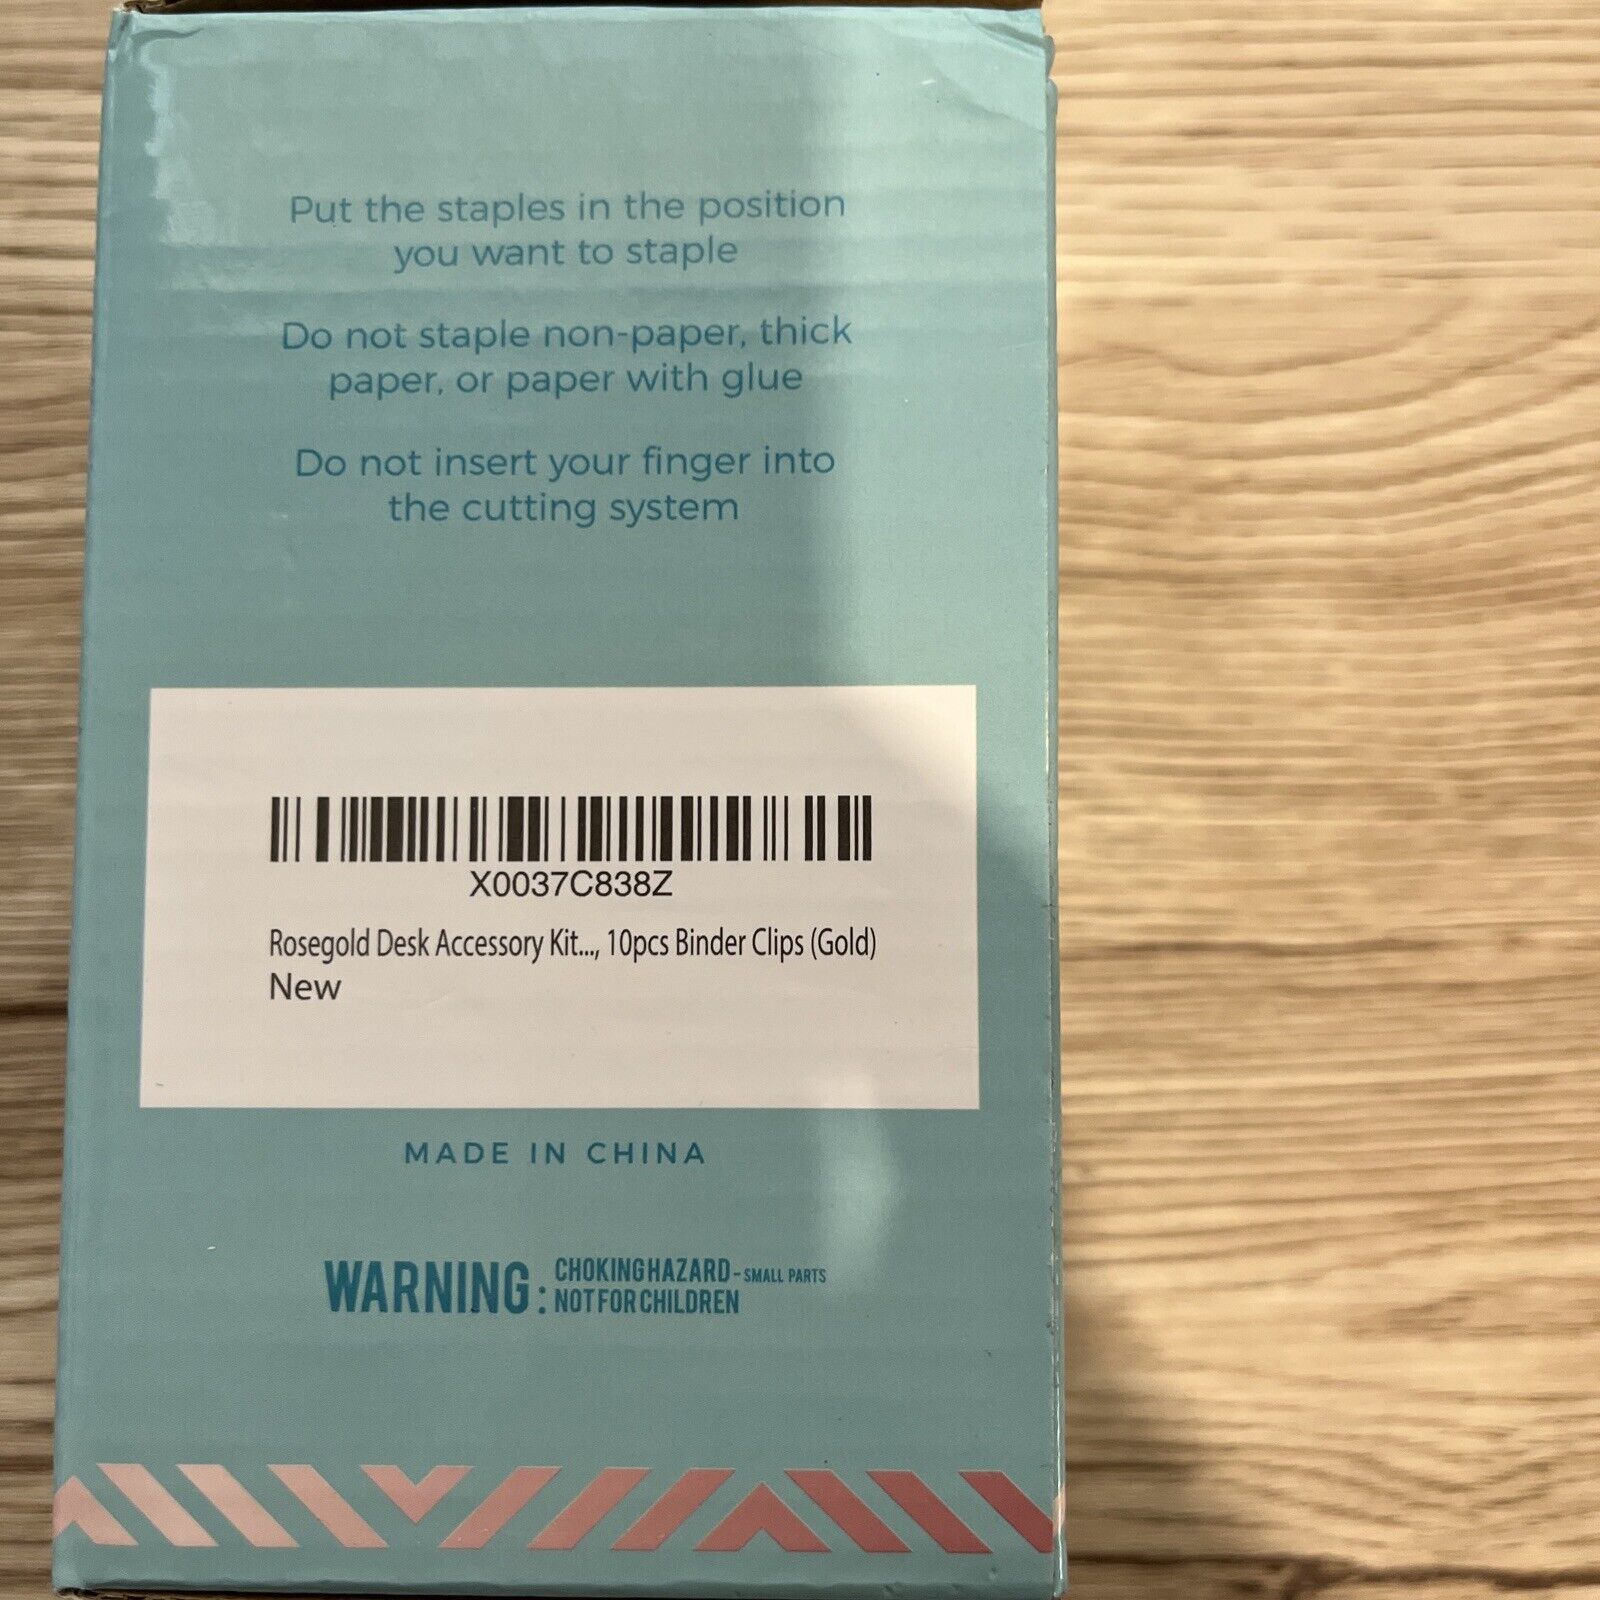 Put the staples in the position
you want to staple
Do not staple non-paper, thick
paper, or paper with glue
Do not insert your finger into
the cutting system
X0037C838Z
Rosegold Desk Accessory Kit..., 10pcs Binder Clips (Gold)
New
MADE IN CHINA
WARNING: CHOKING HAZARD - SMALL PARTS
NOT FOR CHILDREN